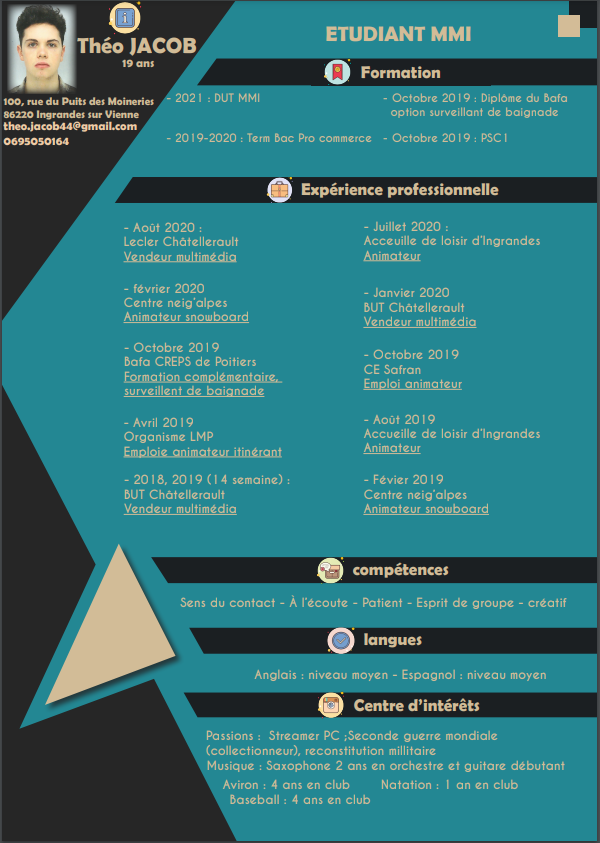 Théo JACOB
19 ans
100, rue du Puits des Moineries
86220 Ingrandes sur Vienne
theo.jacob44@gmail.com
0695050164
ETUDIANT MMI
Formation
- 2021 : DUT MMI
- 2019-2020 : Term Bac Pro commerce
- Octobre 2019 : Diplôme du Bafa
option surveillant de baignade
- Octobre 2019 : PSC1
Expérience professionnelle
- Août 2020 :
Lecler Châtellerault
Vendeur multimédia
- février 2020
Centre neig'alpes
Animateur snowboard
- Octobre 2019
Bafa CREPS de Poitiers
Formation complémentaire,
surveillent de baignade
- Avril 2019
Organisme LMP
Emploie animateur itinérant
- 2018, 2019 (14 semaine) :
BUT Châtellerault
Vendeur multimédia
- Juillet 2020 :
Acceuille de loisir d'Ingrandes
Animateur
- Janvier 2020
BUT Châtellerault
Vendeur multimédia
- Octobre 2019
CE Safran
Emploi animateur
- Août 2019
Accueille de loisir d'Ingrandes
Animateur
- Févier 2019
Centre neig'alpes
Animateur snowboard
compétences
Sens du contact - À l'écoute - Patient - Esprit de groupe - créatif
langues
Anglais : niveau moyen - Espagnol : niveau moyen
Centre d'intérêts
Passions : Streamer PC ;Seconde guerre mondiale
(collectionneur), reconstitution millitaire
Musique : Saxophone 2 ans en orchestre et guitare débutant
Aviron : 4 ans en club Natation : 1 an en club
Baseball : 4 ans en club